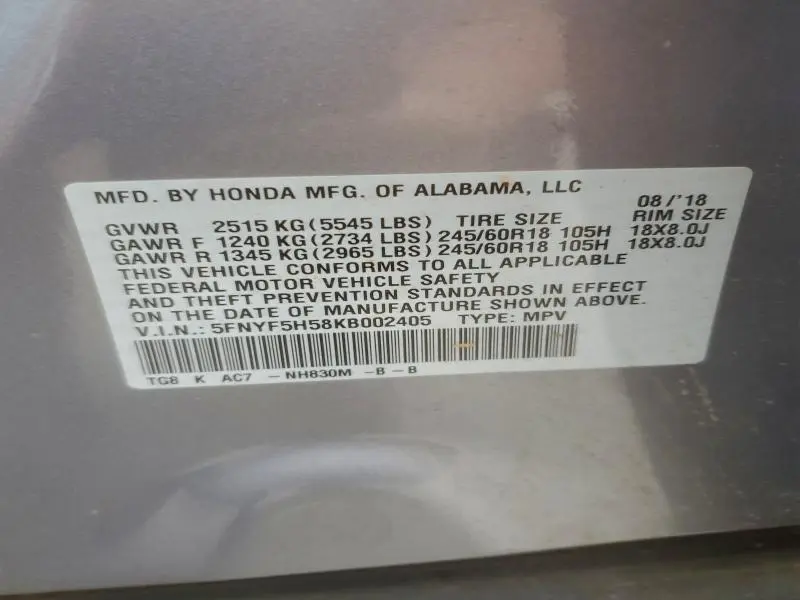 MFD. BY HONDA MFG. OF ALABAMA, LLC 08/'18
GVWR 2515 KG (5545 LBS) TIRE SIZE RIM SIZE
GAWR F 1240 KG (2734 LBS) 245/60R18 105H 18X8.0J
GAWR R 1345 KG (2965 LBS) 245/60R18 105H 18X8.0J
THIS VEHICLE CONFORMS TO ALL APPLICABLE
FEDERAL MOTOR VEHICLE SAFETY
AND THEFT PREVENTION STANDARDS IN EFFECT
ON THE DATE OF MANUFACTURE SHOWN ABOVE.
V.I.N.: 5FNYF5H58KB002405 TYPE: MPV
TG8 K AC7 -NH830M -B-B